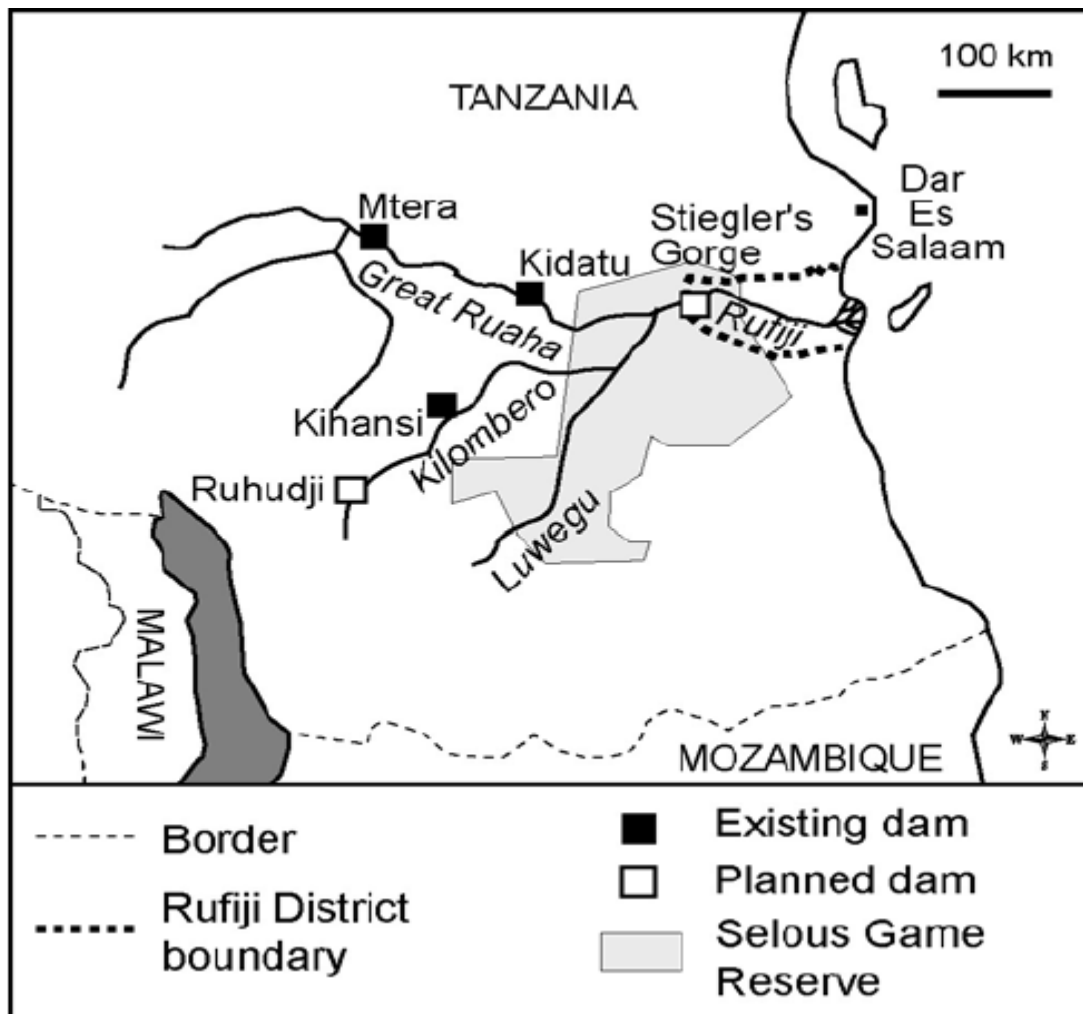 100 km
TANZANIA
Dar
Es
Salaam
Mtera
Stiegler's
Gorge
Kidatu
Great Ruaha
Rufiji
Kihansi
Kilombero
Ruhudji
Luwegu
MALAWI
MOZAMBIQUE
N
W E
S
Border
Rufiji District
boundary
Existing dam
Planned dam
Selous Game
Reserve